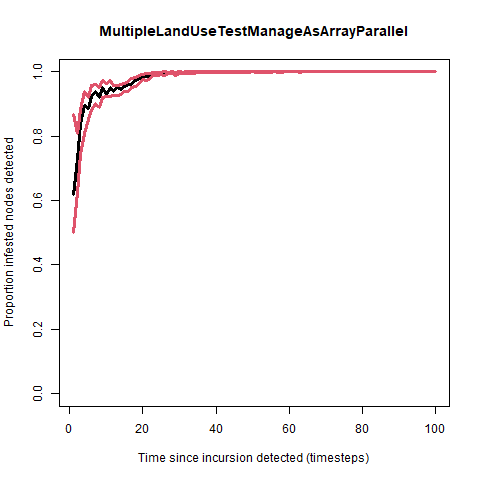 MultipleLandUseTestManageAsArrayParallel
Proportion infested nodes detected
1.0
0.8
0.6
0.4
0.2
0.0
0 20 40 60 80 100
Time since incursion detected (timesteps)